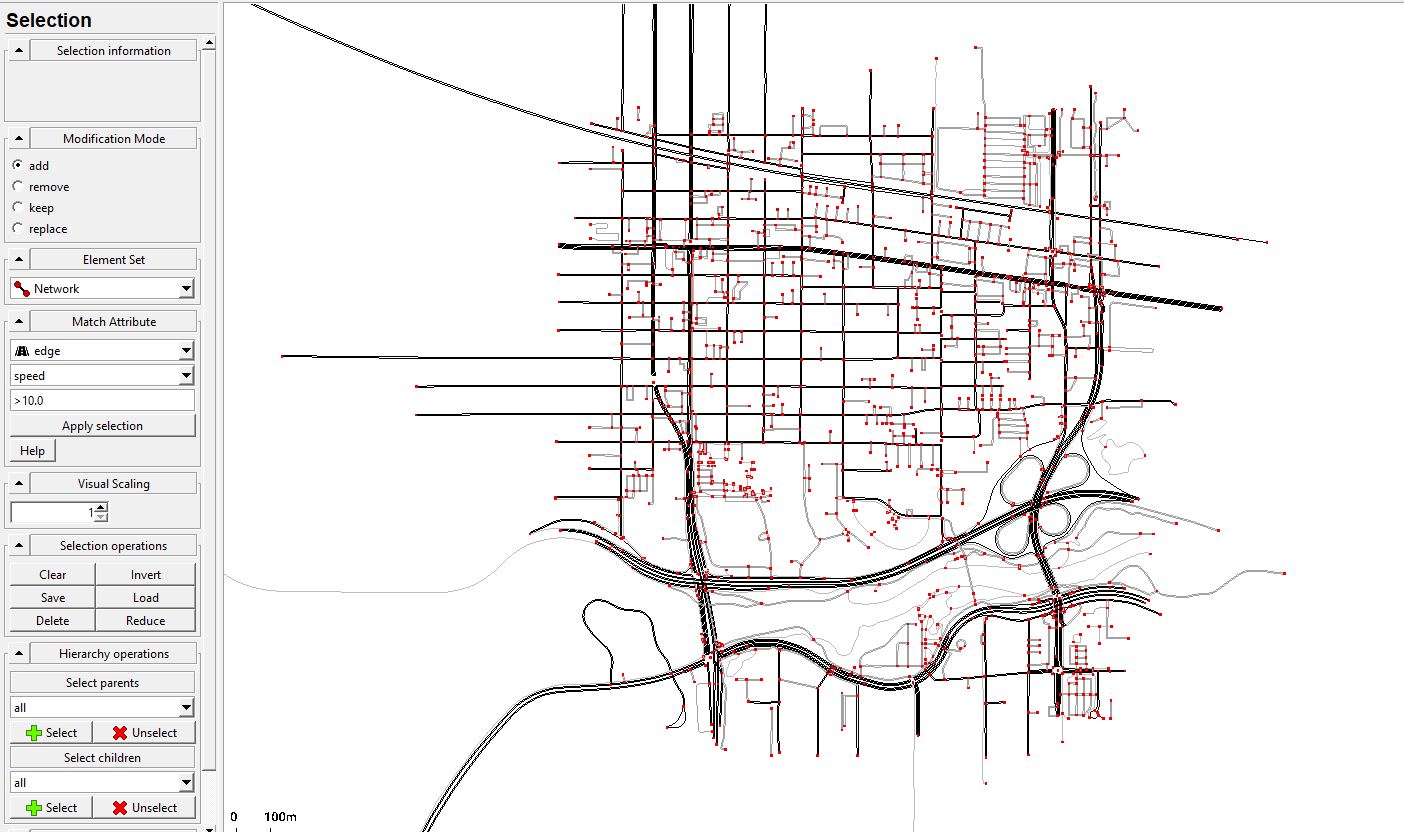 Selection
Selection information
Modification Mode
add
remove
keep
replace
Element Set
Network
Match Attribute
edge
speed
>10.0
Apply selection
Help
Visual Scaling
1
Selection operations
Clear Invert
Save Load
Delete Reduce
Hierarchy operations
Select parents
all
Select Unselect
Select children
all
Select Unselect
0 100m